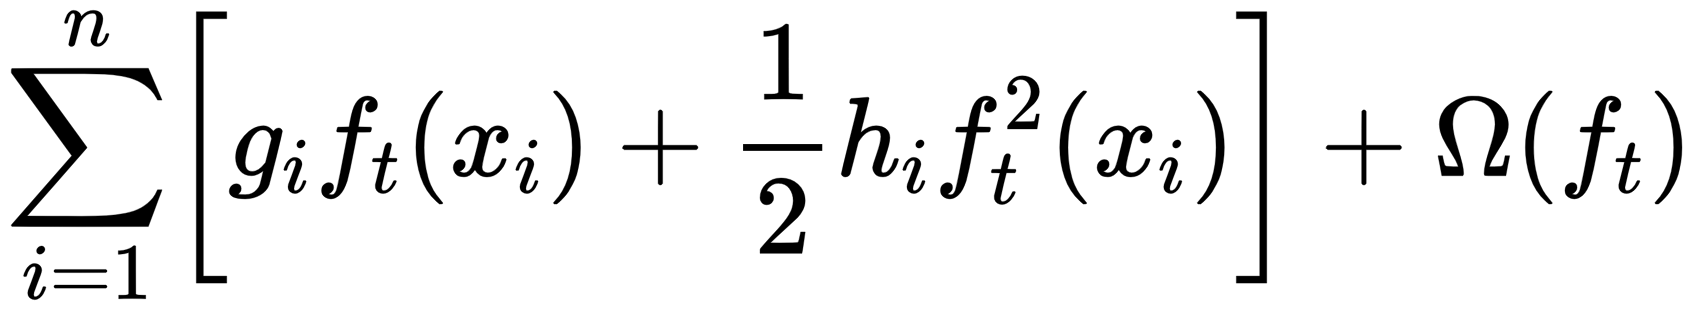 \sum_{i=1}^{n} \left[ g_i f_t(x_i) + \frac{1}{2} h_i f_t^2(x_i) \right] + \Omega(f_t)